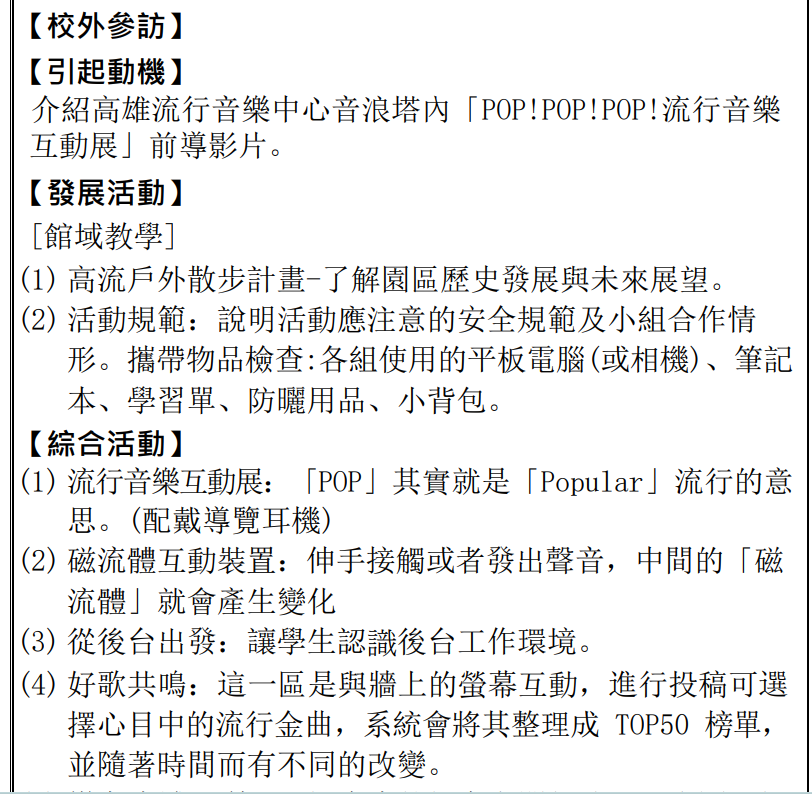 【校外參訪】
【引起動機】
介紹高雄流行音樂中心音浪塔內「POP!POP!POP!流行音樂
互動展」前導影片。
【發展活動】
[館域教學]
(1) 高流戶外散步計畫-了解園區歷史發展與未來展望。
(2) 活動規範：說明活動應注意的安全規範及小組合作情
形。攜帶物品檢查:各組使用的平板電腦(或相機)、筆記
本、學習單、防曬用品、小背包。
【綜合活動】
(1) 流行音樂互動展：「POP」其實就是「Popular」流行的意
思。(配戴導覽耳機)
(2) 磁流體互動裝置：伸手接觸或者發出聲音，中間的「磁
流體」就會產生變化
(3) 從後台出發：讓學生認識後台工作環境。
(4) 好歌共鳴：這一區是與牆上的螢幕互動，進行投稿可選
擇心目中的流行金曲，系統會將其整理成 TOP50 榜單，
並隨著時間而有不同的改變。